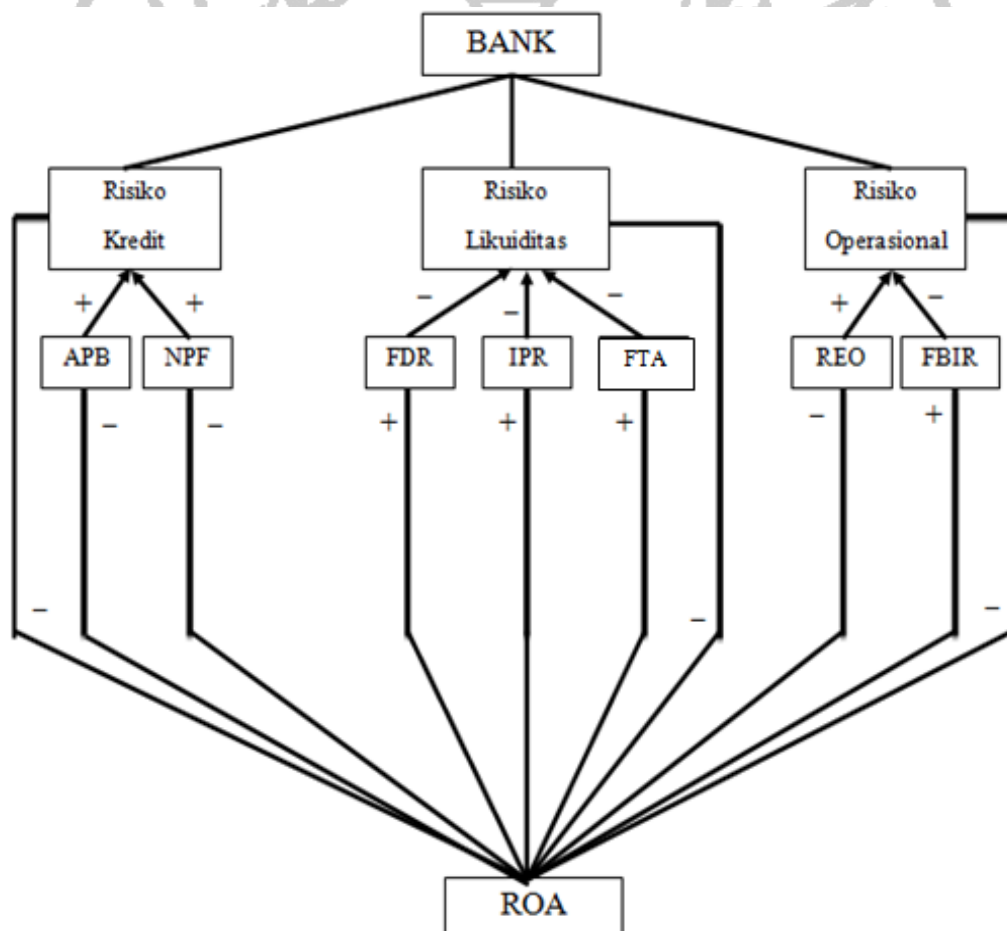 BANK
Risiko
Kredit
Risiko
Likuiditas
Risiko
Operasional
+
+
−
−
−
+
−
APB
NPF
FDR
IPR
FTA
REO
FBIR
−
−
+
+
+
−
+
−
−
−
ROA